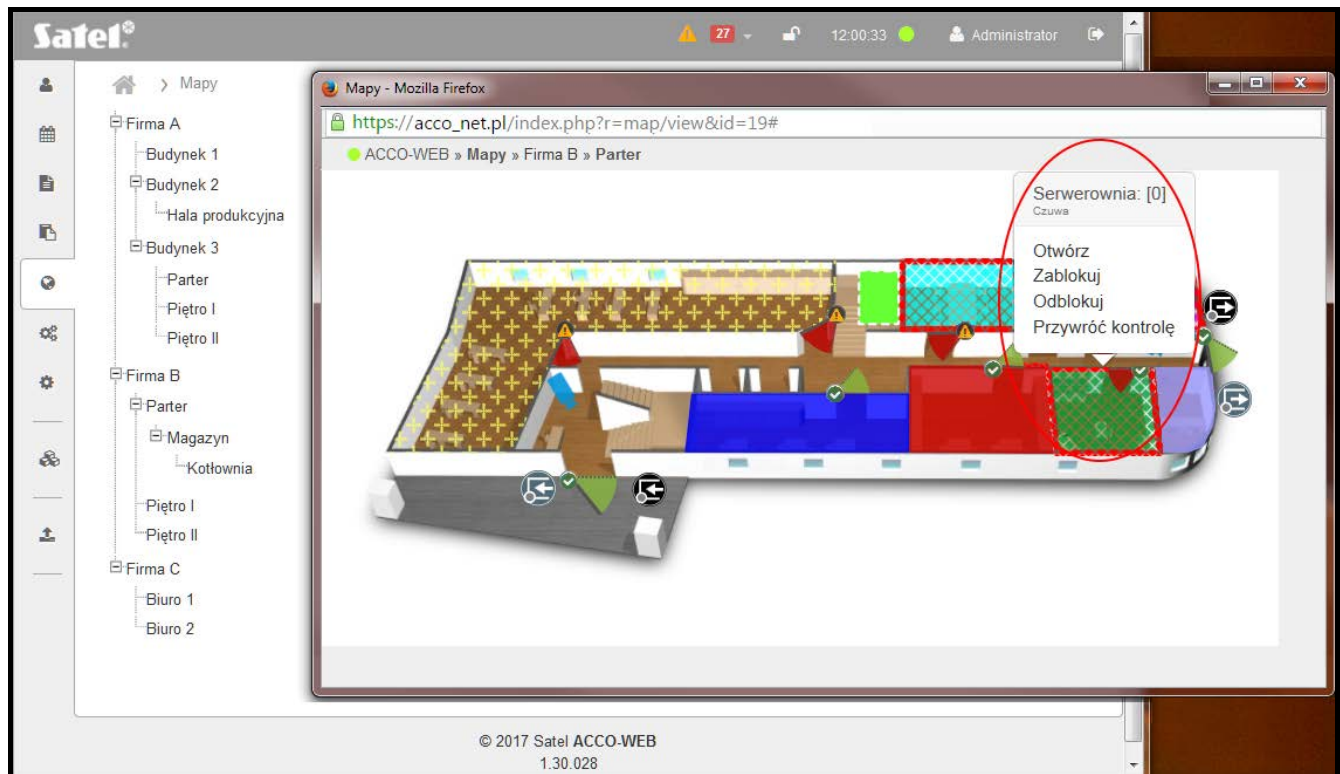 Satel®
27
12:00:33
Administrator
Mapy
Firma A
Budynek 1
Budynek 2
Hala produkcyjna
Budynek 3
Parter
Piętro I
Piętro II
Firma B
Parter
Magazyn
Kotłownia
Piętro I
Piętro II
Firma C
Biuro 1
Biuro 2
Mapy - Mozilla Firefox
https://acco_net.pl/index.php?r=map/view&id=19#
ACCO-WEB » Mapy » Firma B » Parter
Serwerownia: [0]
Czuwa
Otwórz
Zablokuj
Odblokuj
Przywróć kontrolę
© 2017 Satel ACCO-WEB
1.30.028